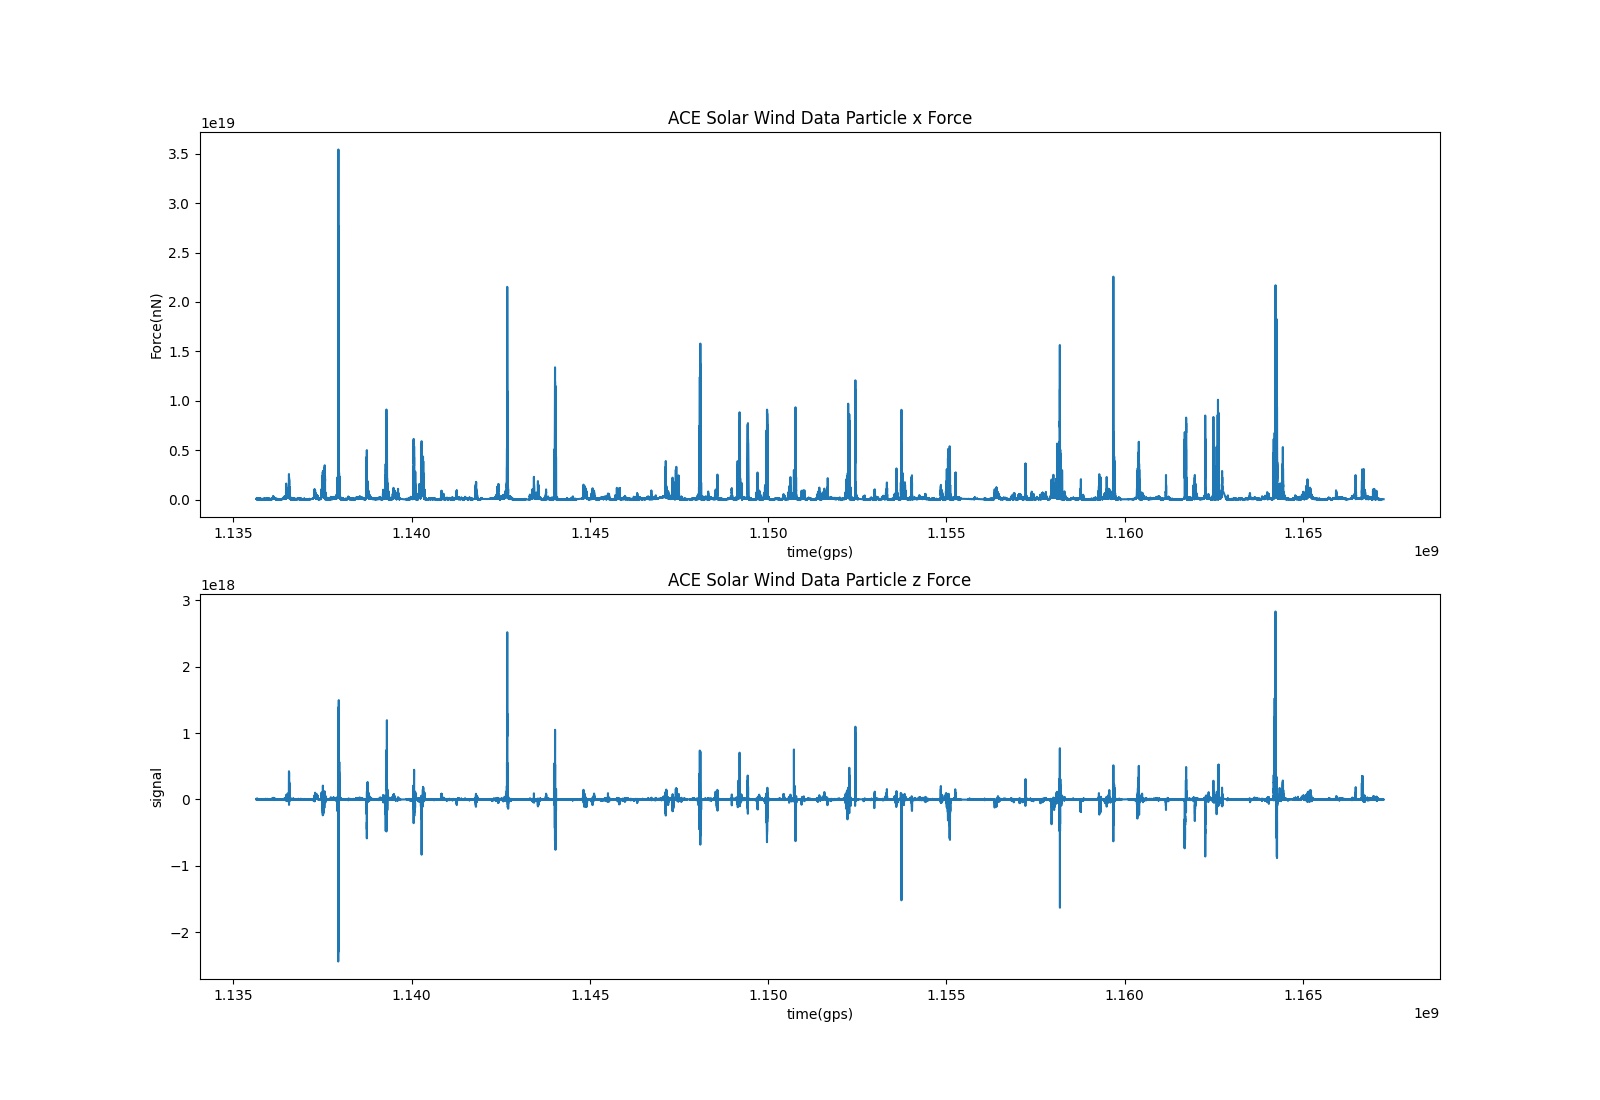 ACE Solar Wind Data Particle x Force
1e19
3.5
3.0
2.5
2.0
1.5
1.0
0.5
0.0
Force(nN)
1.135 1.140 1.145 1.150 1.155 1.160 1.165
time(gps)
1e9
ACE Solar Wind Data Particle z Force
1e18
3
2
1
0
−1
−2
signal
1.135 1.140 1.145 1.150 1.155 1.160 1.165
time(gps)
1e9